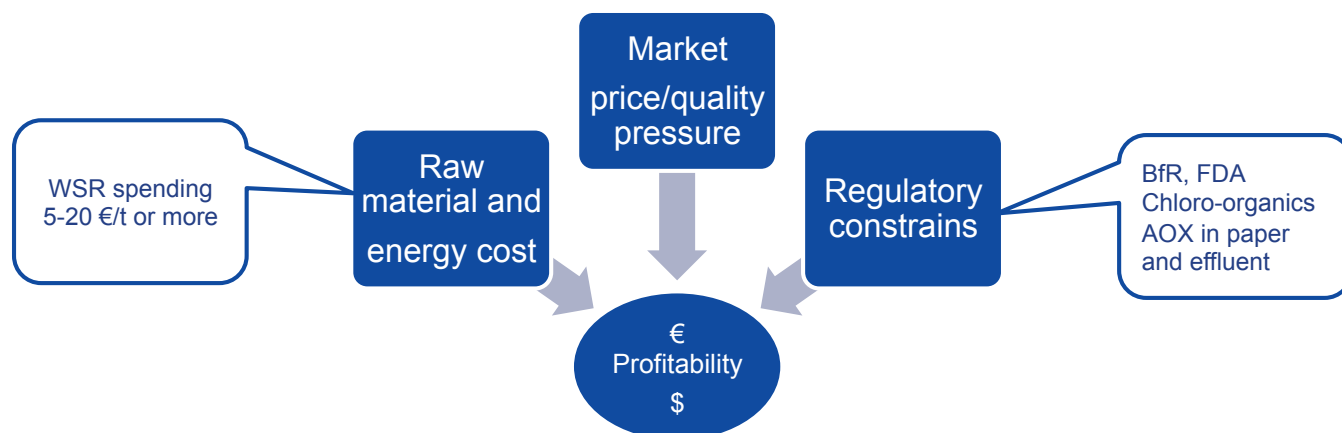 Market
price/quality
pressure
WSR spending
5-20 €/t or more
Raw
material and
energy cost
Regulatory
constrains
BfR, FDA
Chloro-organics
AOX in paper
and effluent
€
Profitability
$